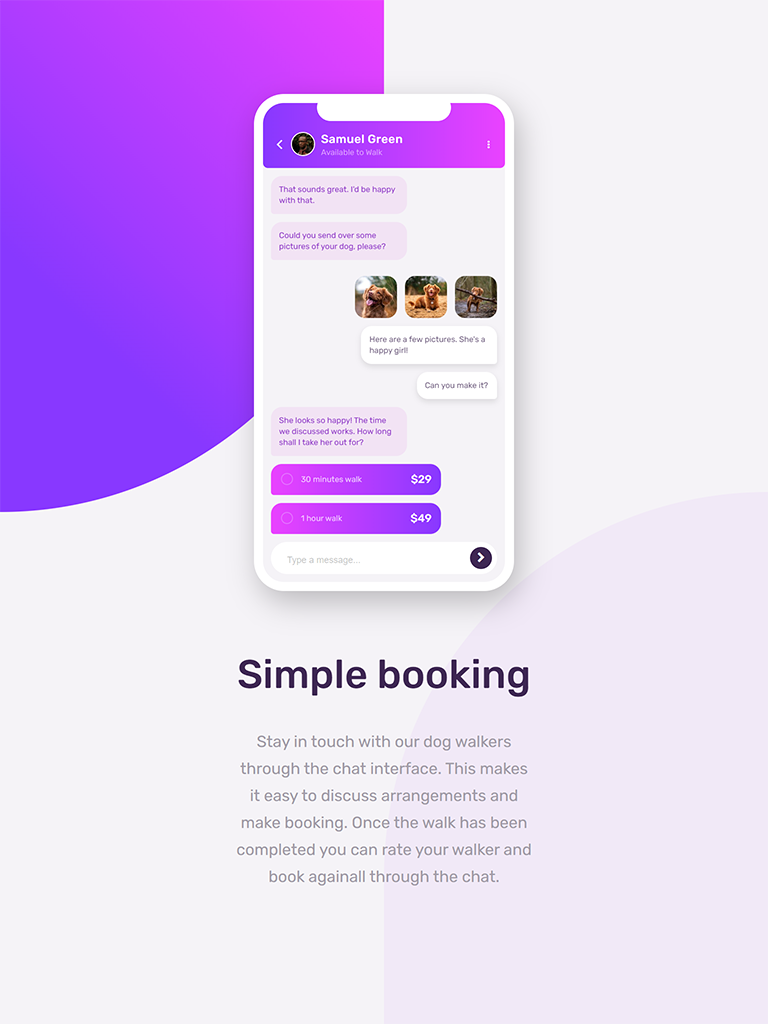 Samuel Green
Available to Walk
That sounds great. I'd be happy
with that.
Could you send over some
pictures of your dog, please?
Here are a few pictures. She's a
happy girl!
Can you make it?
She looks so happy! The time
we discussed works. How long
shall I take her out for?
30 minutes walk $29
1 hour walk $49
Type a message...
Simple booking
Stay in touch with our dog walkers
through the chat interface. This makes
it easy to discuss arrangements and
make booking. Once the walk has been
completed you can rate your walker and
book againall through the chat.